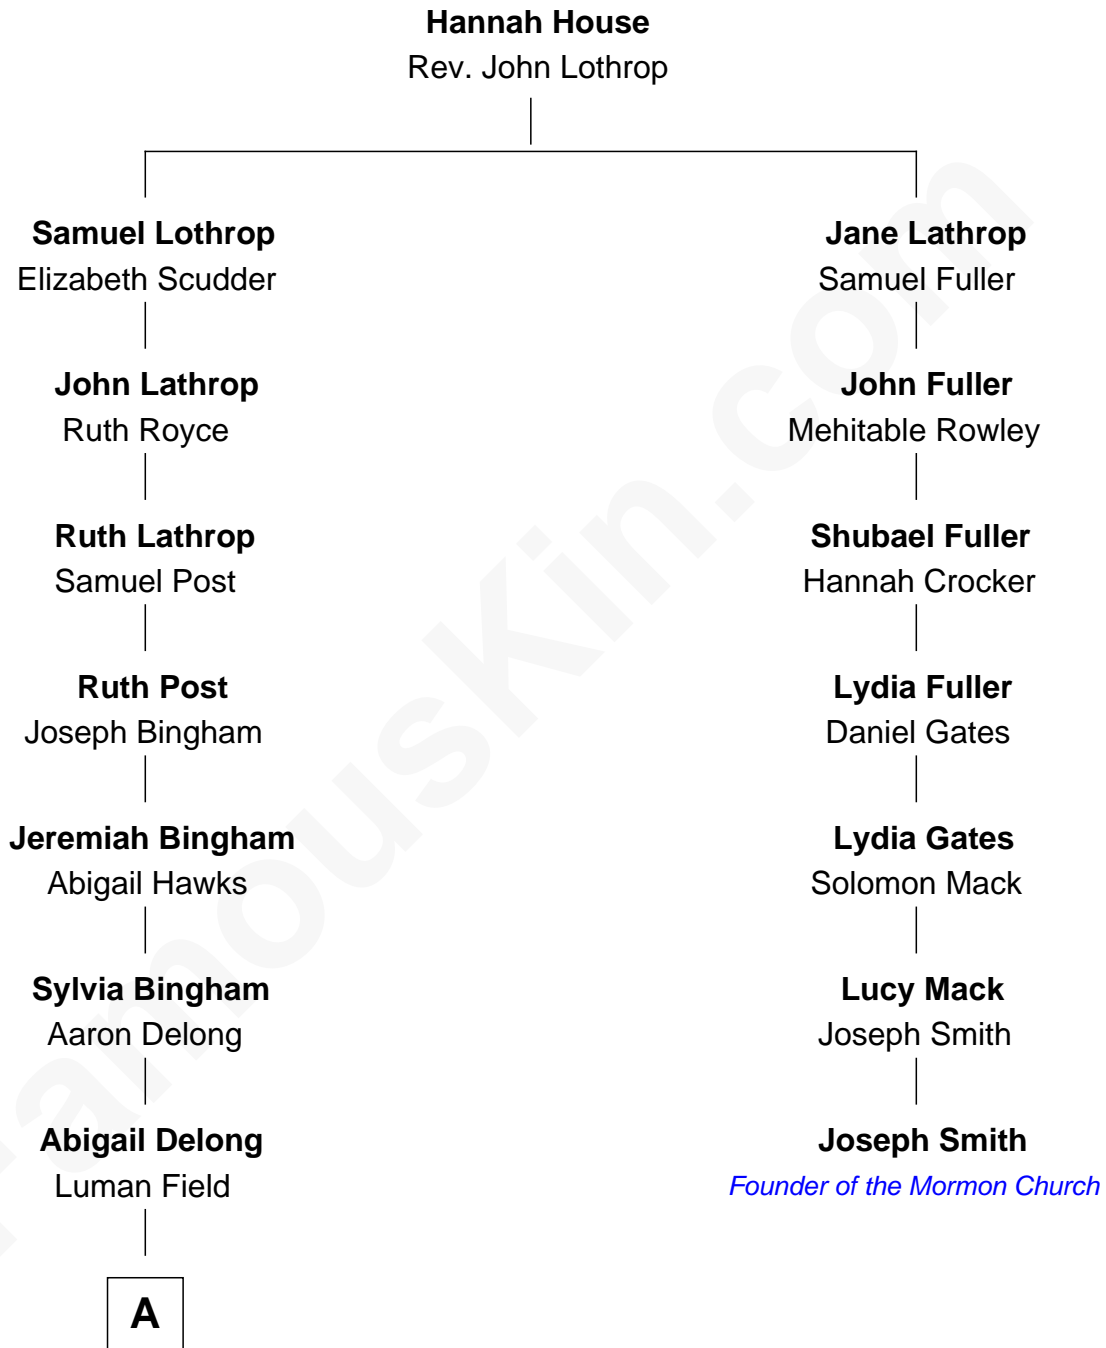 Hannah House
Rev. John Lothrop
Samuel Lothrop
Elizabeth Scudder
John Lathrop
Ruth Royce
Ruth Lathrop
Samuel Post
Ruth Post
Joseph Bingham
Jeremiah Bingham
Abigail Hawks
Sylvia Bingham
Aaron Delong
Abigail Delong
Luman Field
A
Jane Lathrop
Samuel Fuller
John Fuller
Mehitable Rowley
Shubael Fuller
Hannah Crocker
Lydia Fuller
Daniel Gates
Lydia Gates
Solomon Mack
Lucy Mack
Joseph Smith
Joseph Smith
Founder of the Mormon Church
FamousKin.com